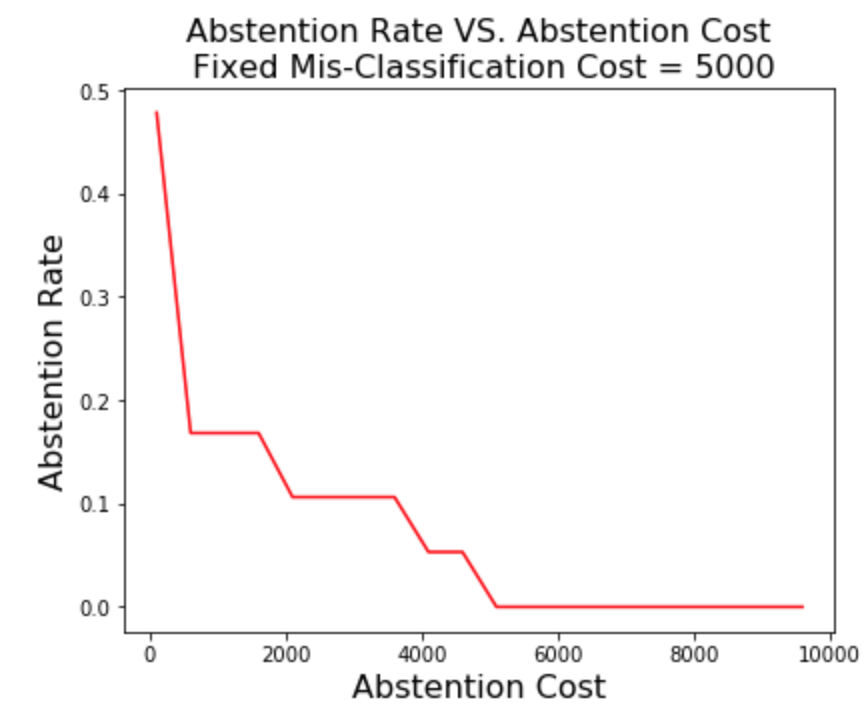 Abstention Rate VS. Abstention Cost
Fixed Mis-Classification Cost = 5000
Abstention Rate
0.5
0.4
0.3
0.2
0.1
0.0
0 2000 4000 6000 8000 10000
Abstention Cost